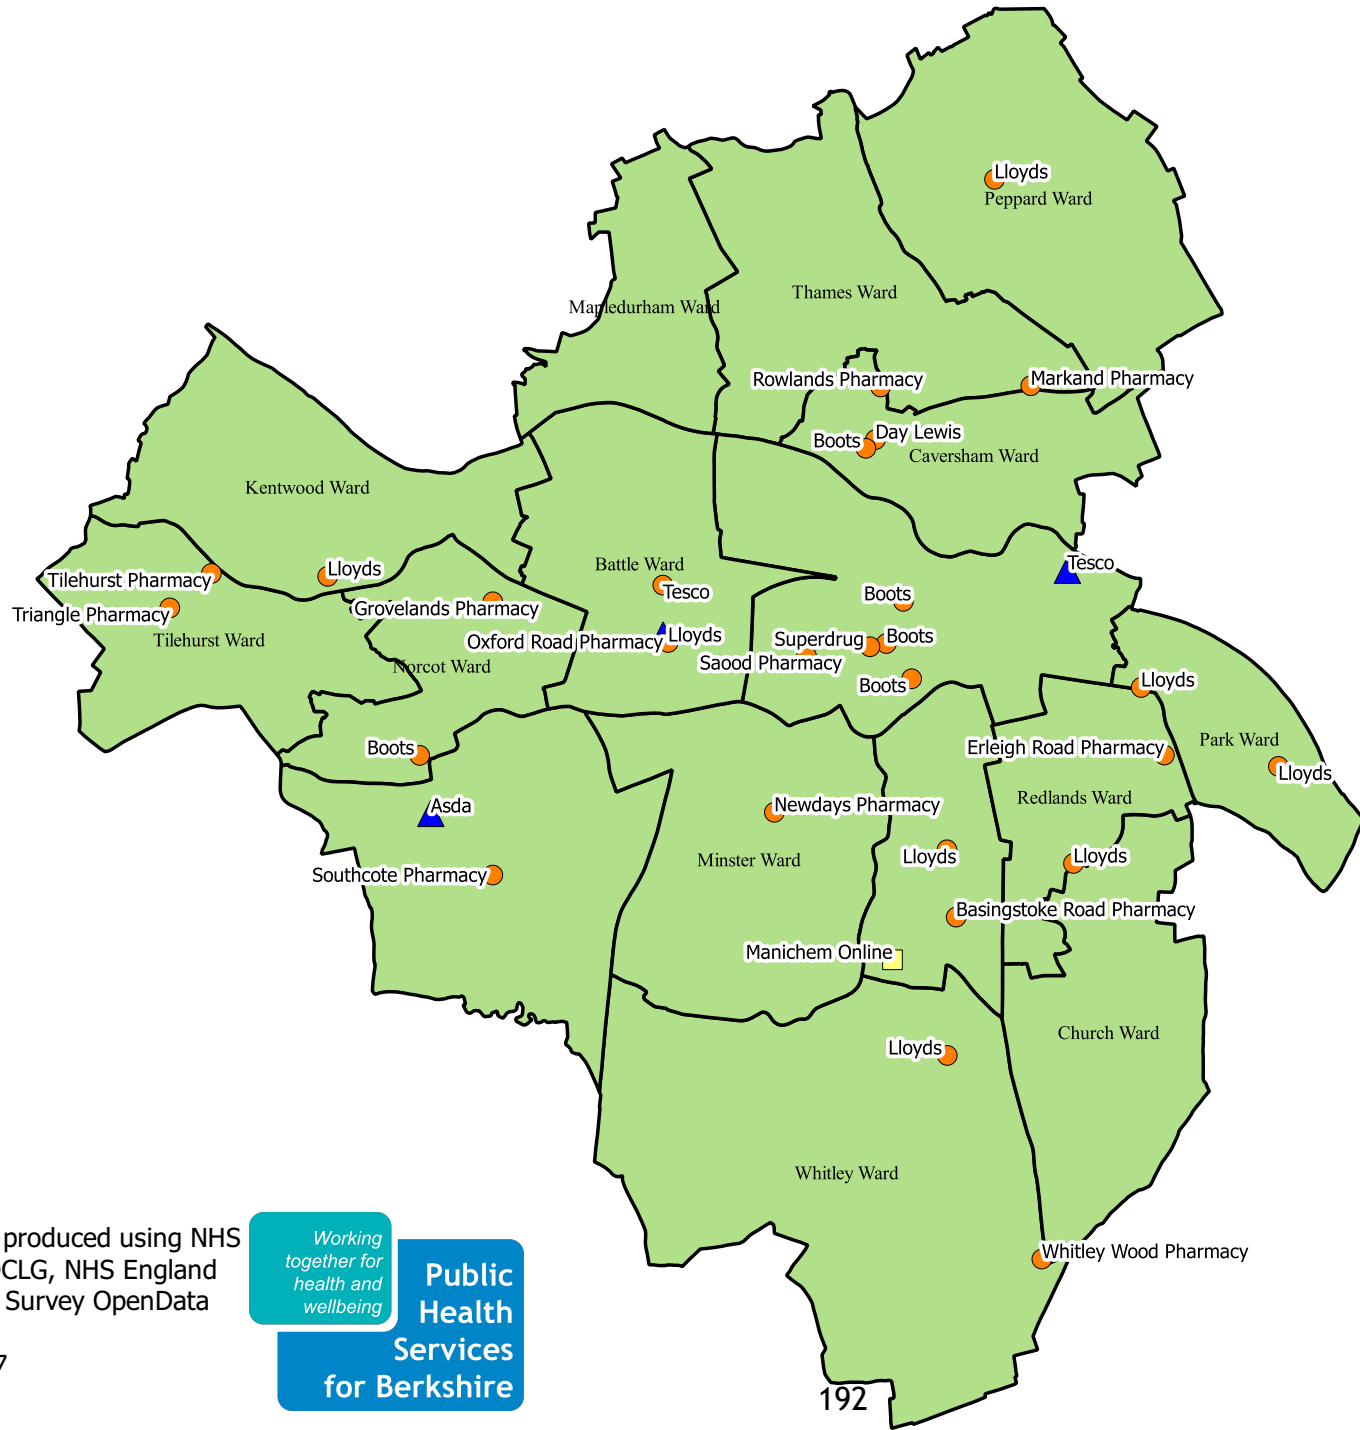 Lloyds
Peppard Ward
Thames Ward
Mapledurham Ward
Rowlands Pharmacy
Markand Pharmacy
Day Lewis
Boots
Caversham Ward
Kentwood Ward
Battle Ward
Tesco
Lloyds
Tilehurst Pharmacy
Tesco
Boots
Grovelands Pharmacy
Triangle Pharmacy
Tilehurst Ward
Oxford Road Pharmacy
Lloyds
Superdrug
Boots
Saood Pharmacy
Norcot Ward
Boots
Lloyds
Boots
Erleigh Road Pharmacy
Park Ward
Lloyds
Redlands Ward
Asda
Newdays Pharmacy
Minster Ward
Lloyds
Lloyds
Southcote Pharmacy
Basingstoke Road Pharmacy
Manichem Online
Church Ward
Lloyds
Whitley Ward
Whitley Wood Pharmacy
produced using NHS
CLG, NHS England
Survey OpenData
7
Working
together for
health and
wellbeing
Public
Health
Services
for Berkshire
192